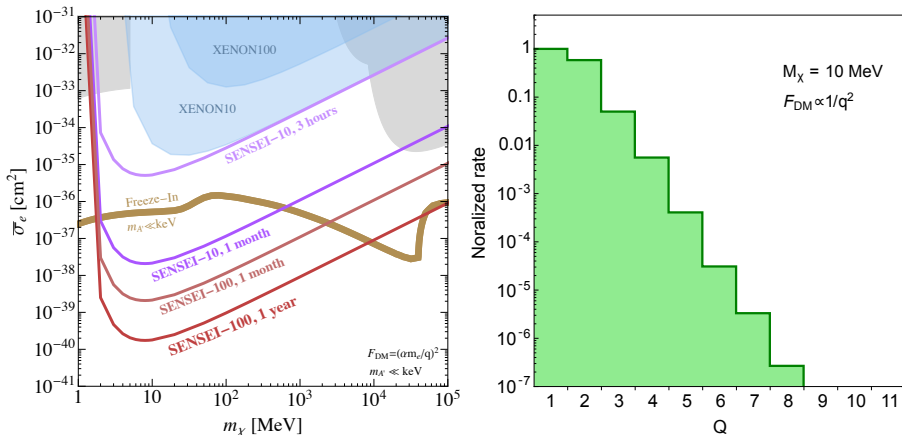 10⁻³¹
10⁻³²
10⁻³³
10⁻³⁴
10⁻³⁵
10⁻³⁶
10⁻³⁷
10⁻³⁸
10⁻³⁹
10⁻⁴⁰
10⁻⁴¹
σ̅ₑ [cm²]
XENON100
XENON10
SENSEI-10, 3 hours
Freeze-In
m_A' ≪ keV
SENSEI-10, 1 month
SENSEI-100, 1 month
SENSEI-100, 1 year
F_DM=(αmₑ/q)²
m_A' ≪ keV
1 10 10² 10³ 10⁴ 10⁵
m_χ [MeV]
Noralized rate
1
0.1
0.01
10⁻³
10⁻⁴
10⁻⁵
10⁻⁶
10⁻⁷
M_χ = 10 MeV
F_DM∝1/q²
1 2 3 4 5 6 7 8 9 10 11
Q